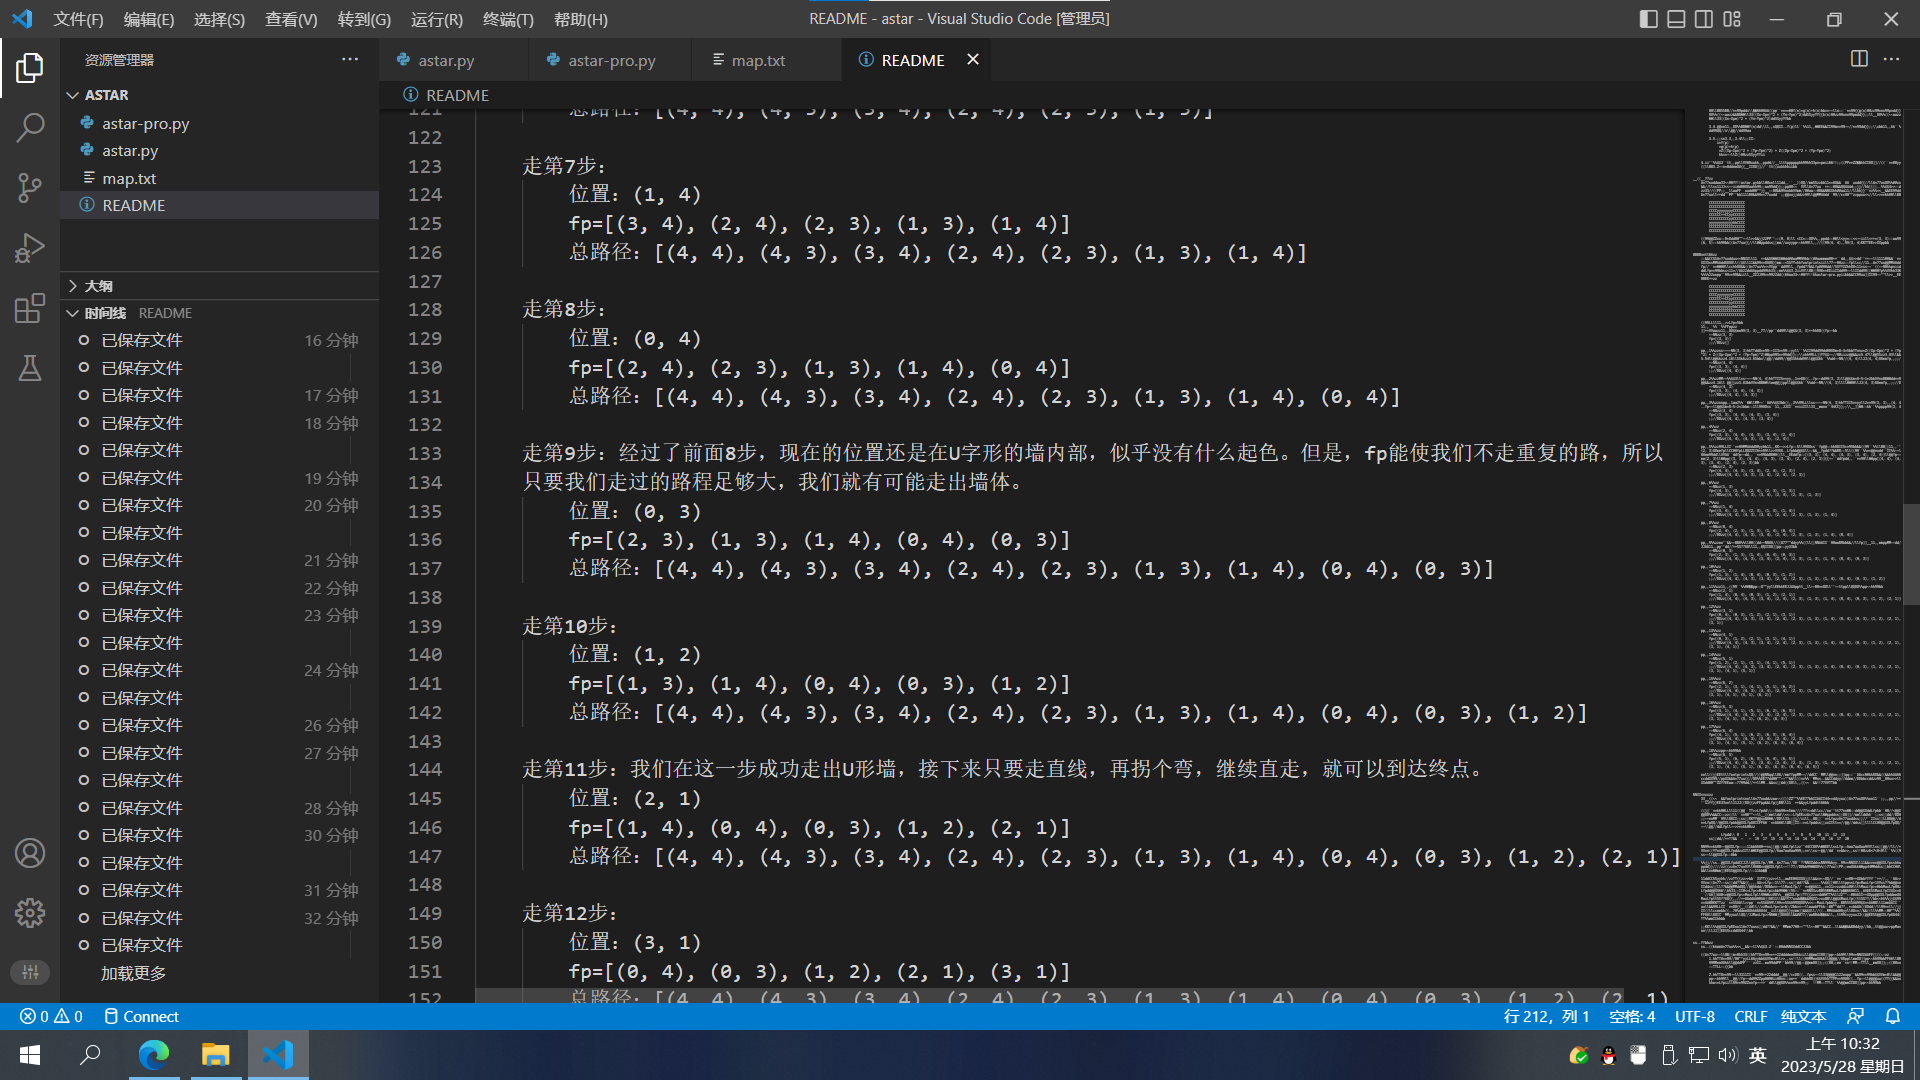 文件(F) 编辑(E) 选择(S) 查看(V) 转到(G) 运行(R) 终端(T) 帮助(H)
README - astar - Visual Studio Code [管理员]
资源管理器
ASTAR
astar-pro.py
astar.py
map.txt
README
大纲
时间线 README
已保存文件 16 分钟
已保存文件
已保存文件 17 分钟
已保存文件 18 分钟
已保存文件
已保存文件 19 分钟
已保存文件 20 分钟
已保存文件
已保存文件 21 分钟
已保存文件 22 分钟
已保存文件 23 分钟
已保存文件
已保存文件 24 分钟
已保存文件
已保存文件 26 分钟
已保存文件 27 分钟
已保存文件
已保存文件 28 分钟
已保存文件 30 分钟
已保存文件
已保存文件 31 分钟
已保存文件 32 分钟
已保存文件
加载更多
astar.py astar-pro.py map.txt README
README
121 总路径: [(4, 4), (4, 3), (3, 4), (2, 4), (2, 3), (1, 3)]
122
123 走第7步:
124 位置: (1, 4)
125 fp=[(3, 4), (2, 4), (2, 3), (1, 3), (1, 4)]
126 总路径: [(4, 4), (4, 3), (3, 4), (2, 4), (2, 3), (1, 3), (1, 4)]
127
128 走第8步:
129 位置: (0, 4)
130 fp=[(2, 4), (2, 3), (1, 3), (1, 4), (0, 4)]
131 总路径: [(4, 4), (4, 3), (3, 4), (2, 4), (2, 3), (1, 3), (1, 4), (0, 4)]
132
133 走第9步: 经过了前面8步，现在的位置还是在U字形的墙内部，似乎没有什么起色。但是，fp能使我们不走重复的路，所以
134 只要我们走过的路程足够大，我们就有可能走出墙体。
135 位置: (0, 3)
136 fp=[(2, 3), (1, 3), (1, 4), (0, 4), (0, 3)]
137 总路径: [(4, 4), (4, 3), (3, 4), (2, 4), (2, 3), (1, 3), (1, 4), (0, 4), (0, 3)]
138
139 走第10步:
140 位置: (1, 2)
141 fp=[(1, 3), (1, 4), (0, 4), (0, 3), (1, 2)]
142 总路径: [(4, 4), (4, 3), (3, 4), (2, 4), (2, 3), (1, 3), (1, 4), (0, 4), (0, 3), (1, 2)]
143
144 走第11步: 我们在这一步成功走出U形墙，接下来只要走直线，再拐个弯，继续直走，就可以到达终点。
145 位置: (2, 1)
146 fp=[(1, 4), (0, 4), (0, 3), (1, 2), (2, 1)]
147 总路径: [(4, 4), (4, 3), (3, 4), (2, 4), (2, 3), (1, 3), (1, 4), (0, 4), (0, 3), (1, 2), (2, 1)]
148
149 走第12步:
150 位置: (3, 1)
151 fp=[(0, 4), (0, 3), (1, 2), (2, 1), (3, 1)]
152 总路径: [(4, 4), (4, 3), (3, 4), (2, 4), (2, 3), (1, 3), (1, 4), (0, 4), (0, 3), (1, 2), (2, 1),
0 0 Connect
行 212，列 1 空格: 4 UTF-8 CRLF 纯文本
英
上午 10:32
2023/5/28 星期日